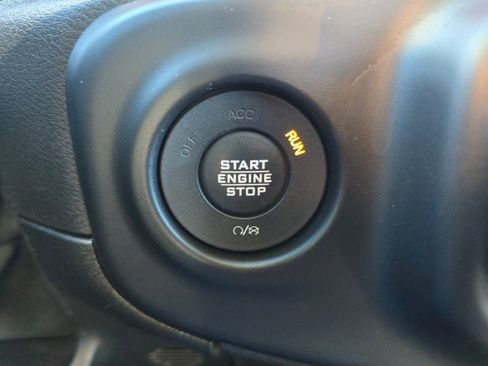 ACC
OFF
RUN
START
ENGINE
STOP